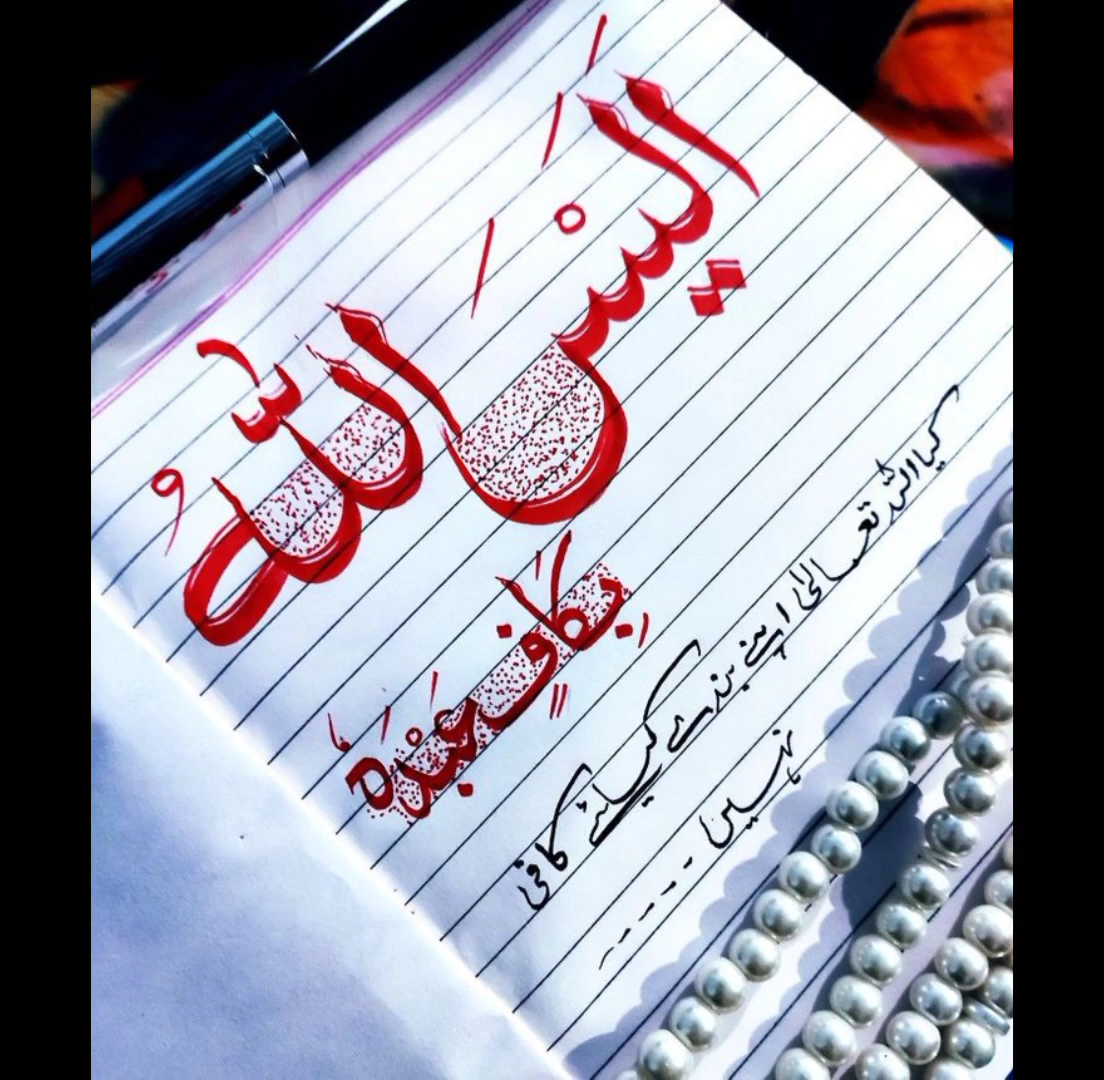 اَلَيْسَ اللّٰهُ
بِكَافٍ عَبْدَهٗ
کیا اللہ تعالیٰ اپنے بندے کیلئے کافی
نہیں -----